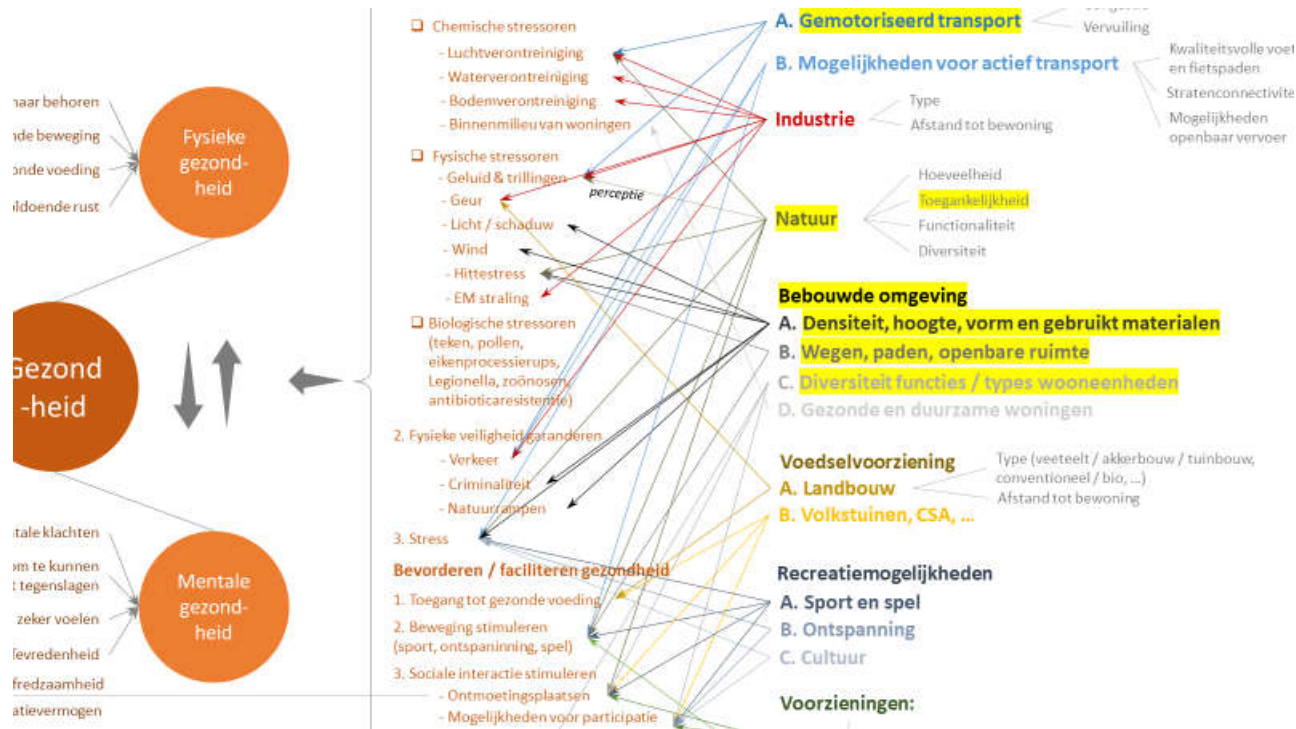 naar behoren
nde beweging
onde voeding
ldoende rust
Fysieke
gezond-
heid
Gezond
-heid
tale klachten
om te kunnen
t tegenslagen
zeker voelen
evredenheid
fredzaamheid
atievermogen
Mentale
gezond-
heid
❑ Chemische stressoren
- Luchtverontreiniging
- Waterverontreiniging
- Bodemverontreiniging
- Binnenmilieu van woningen
❑ Fysische stressoren
- Geluid & trillingen
perceptie
- Geur
- Licht / schaduw
- Wind
- Hittestress
- EM straling
❑ Biologische stressoren
(teken, pollen,
eikenprocessierups,
Legionella, zoönosen,
antibioticaresistentie)
2. Fysieke veiligheid garanderen
- Verkeer
- Criminaliteit
- Natuurrampen
3. Stress
Bevorderen / faciliteren gezondheid
1. Toegang tot gezonde voeding
2. Beweging stimuleren
(sport, ontspaninning, spel)
3. Sociale interactie stimuleren
- Ontmoetingsplaatsen
- Mogelijkheden voor participatie
A. Gemotoriseerd transport
Vervuiling
B. Mogelijkheden voor actief transport
Kwaliteitsvolle voet
en fietspaden
Stratenconnectivite
Mogelijkheden
openbaar vervoer
Industrie
Type
Afstand tot bewoning
Natuur
Hoeveelheid
Toegankelijkheid
Functionaliteit
Diversiteit
Bebouwde omgeving
A. Densiteit, hoogte, vorm en gebruikt materialen
B. Wegen, paden, openbare ruimte
C. Diversiteit functies / types wooneenheden
D. Gezonde en duurzame woningen
Voedselvoorziening
A. Landbouw
Type (veeteelt / akkerbouw / tuinbouw,
conventioneel / bio, ...)
Afstand tot bewoning
B. Volkstuinen, CSA, ...
Recreatiemogelijkheden
A. Sport en spel
B. Ontspanning
C. Cultuur
Voorzieningen: